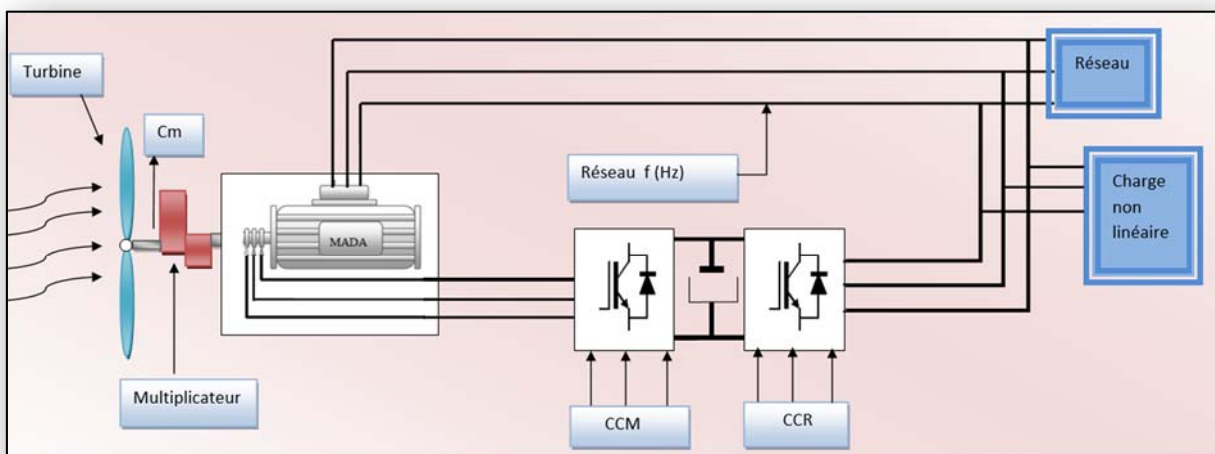 Turbine
Cm
Réseau
Réseau f (Hz)
Charge
non
linéaire
MADA
Multiplicateur
CCM
CCR